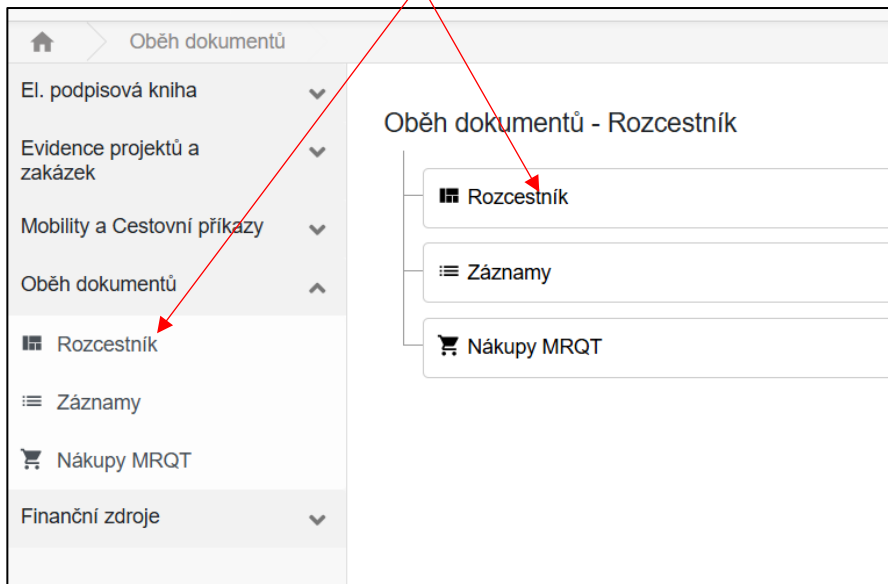 Oběh dokumentů
El. podpisová kniha
Evidence projektů a
zakázek
Mobility a Cestovní příkazy
Oběh dokumentů
Rozcestník
Záznamy
Nákupy MRQT
Finanční zdroje
Oběh dokumentů - Rozcestník
Rozcestník
Záznamy
Nákupy MRQT